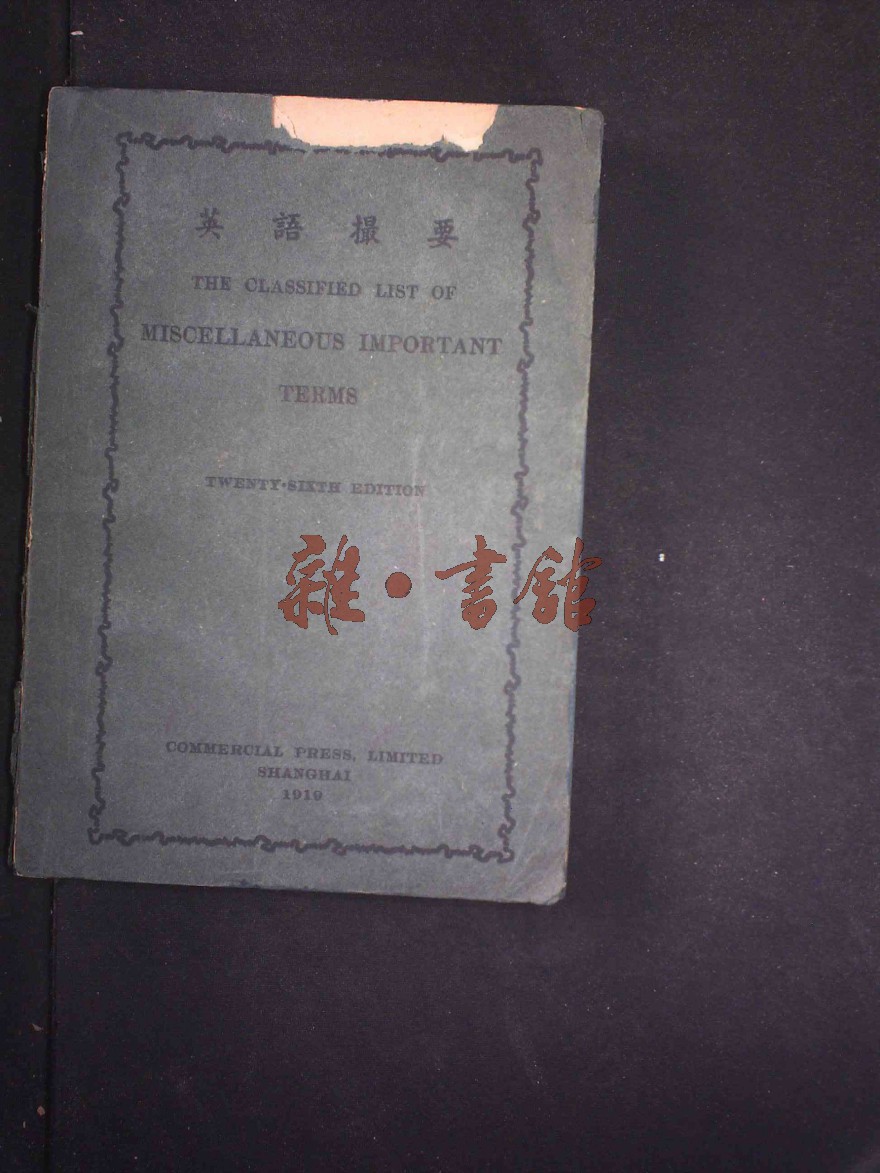 英語撮要
THE CLASSIFIED LIST OF
MISCELLANEOUS IMPORTANT
TERMS
TWENTY-SIXTH EDITION
雜·書館
COMMERCIAL PRESS, LIMITED
SHANGHAI
1919